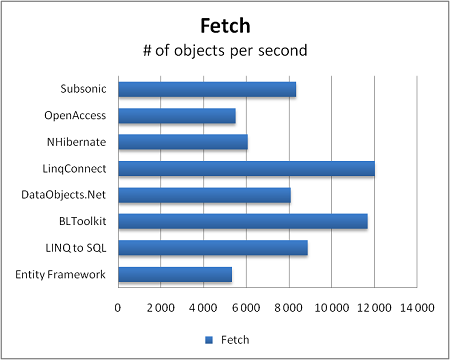 Fetch
# of objects per second
Subsonic
OpenAccess
NHibernate
LinqConnect
DataObjects.Net
BLToolkit
LINQ to SQL
Entity Framework
0 2 000 4 000 6 000 8 000 10 000 12 000 14 000
Fetch